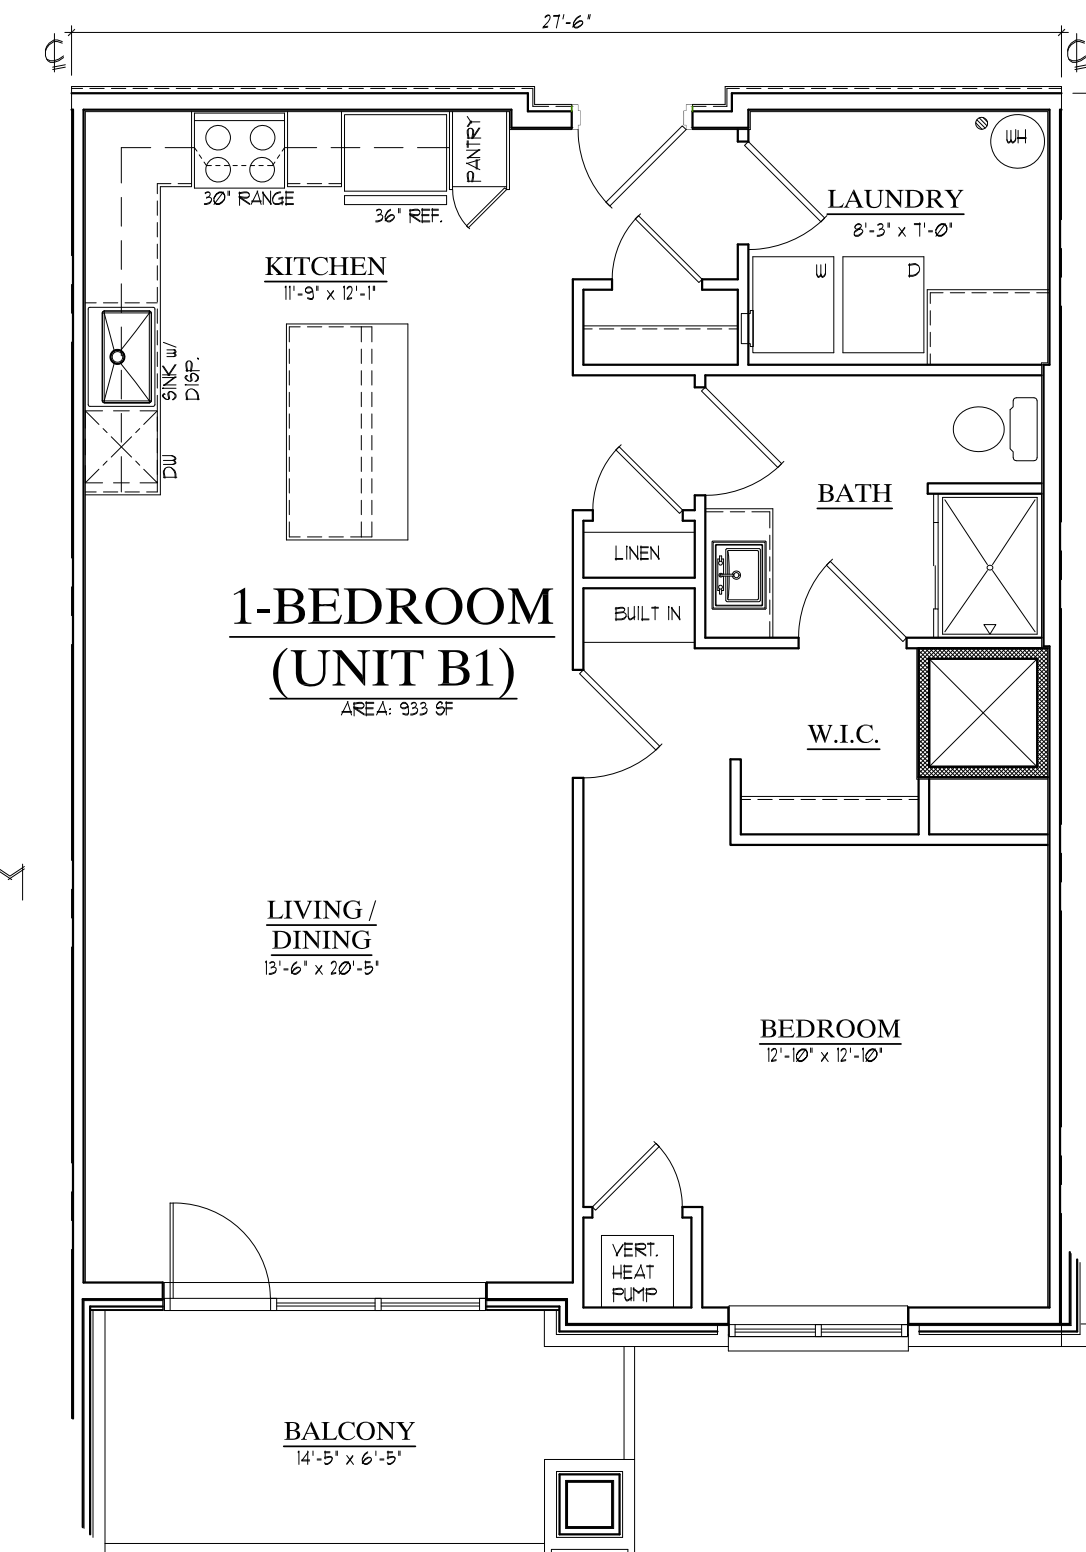 27'-6"
℄
℄
PANTRY
WH
30" RANGE
36" REF.
LAUNDRY
8'-3" x 7'-0"
KITCHEN
11'-9" x 12'-1"
W
D
SINK w/
DISP.
DW
BATH
LINEN
1-BEDROOM
(UNIT B1)
AREA: 933 SF
BUILT IN
W.I.C.
LIVING /
DINING
13'-6" x 20'-5"
BEDROOM
12'-10" x 12'-10"
VERT.
HEAT
PUMP
BALCONY
14'-5" x 6'-5"